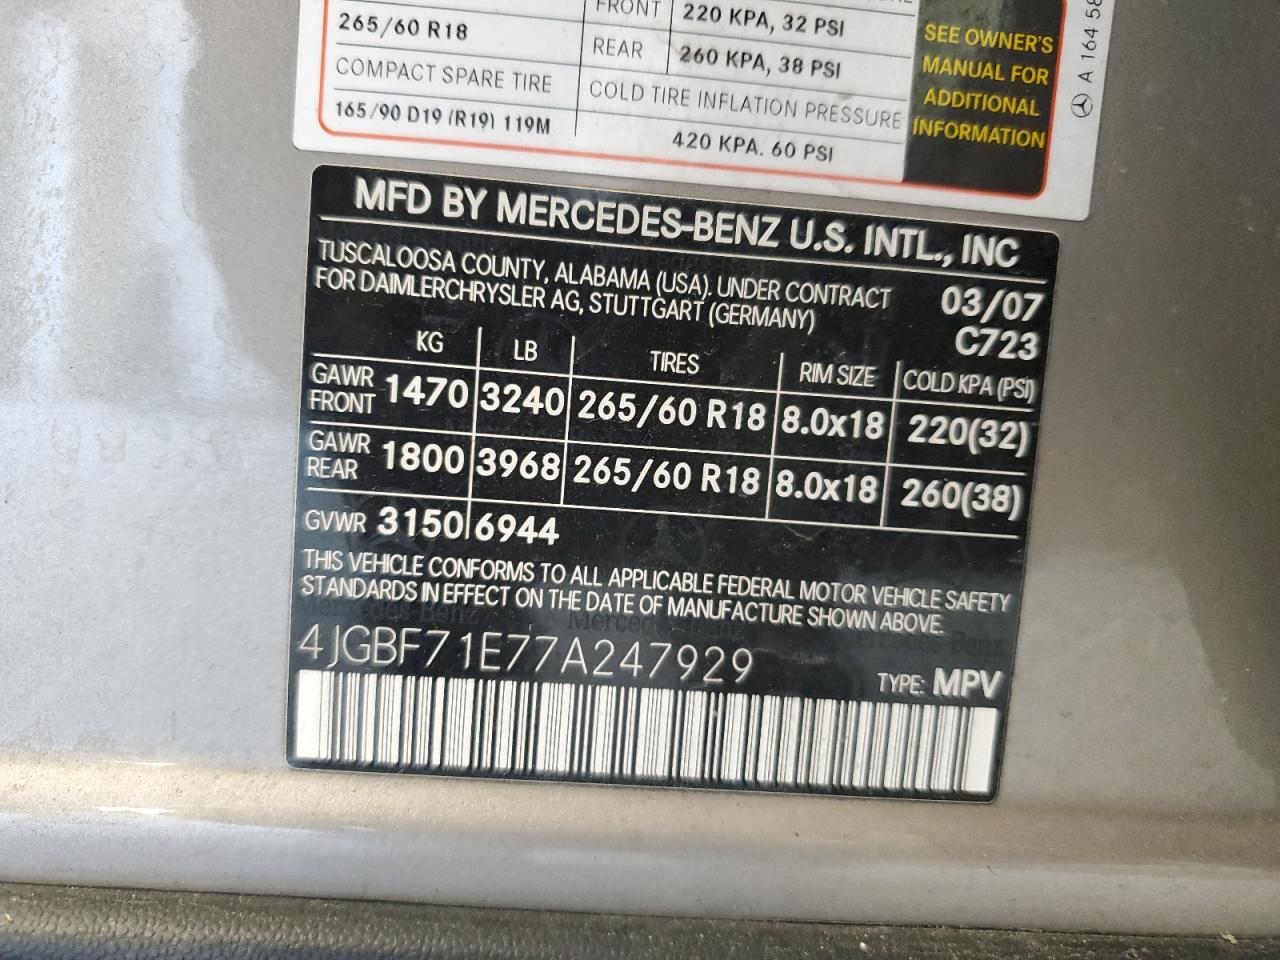 265/60 R18
FRONT 220 KPA, 32 PSI
REAR 260 KPA, 38 PSI
COMPACT SPARE TIRE
COLD TIRE INFLATION PRESSURE
165/90 D19 (R19) 119M
420 KPA. 60 PSI
SEE OWNER'S
MANUAL FOR
ADDITIONAL
INFORMATION
A 164 58
MFD BY MERCEDES-BENZ U.S. INTL., INC
TUSCALOOSA COUNTY, ALABAMA (USA). UNDER CONTRACT
FOR DAIMLERCHRYSLER AG, STUTTGART (GERMANY)
03/07
C723
KG LB TIRES RIM SIZE COLD KPA (PSI)
GAWR FRONT 1470 3240 265/60 R18 8.0x18 220(32)
GAWR REAR 1800 3968 265/60 R18 8.0x18 260(38)
GVWR 3150 6944
THIS VEHICLE CONFORMS TO ALL APPLICABLE FEDERAL MOTOR VEHICLE SAFETY
STANDARDS IN EFFECT ON THE DATE OF MANUFACTURE SHOWN ABOVE.
4JGBF71E77A247929
TYPE: MPV